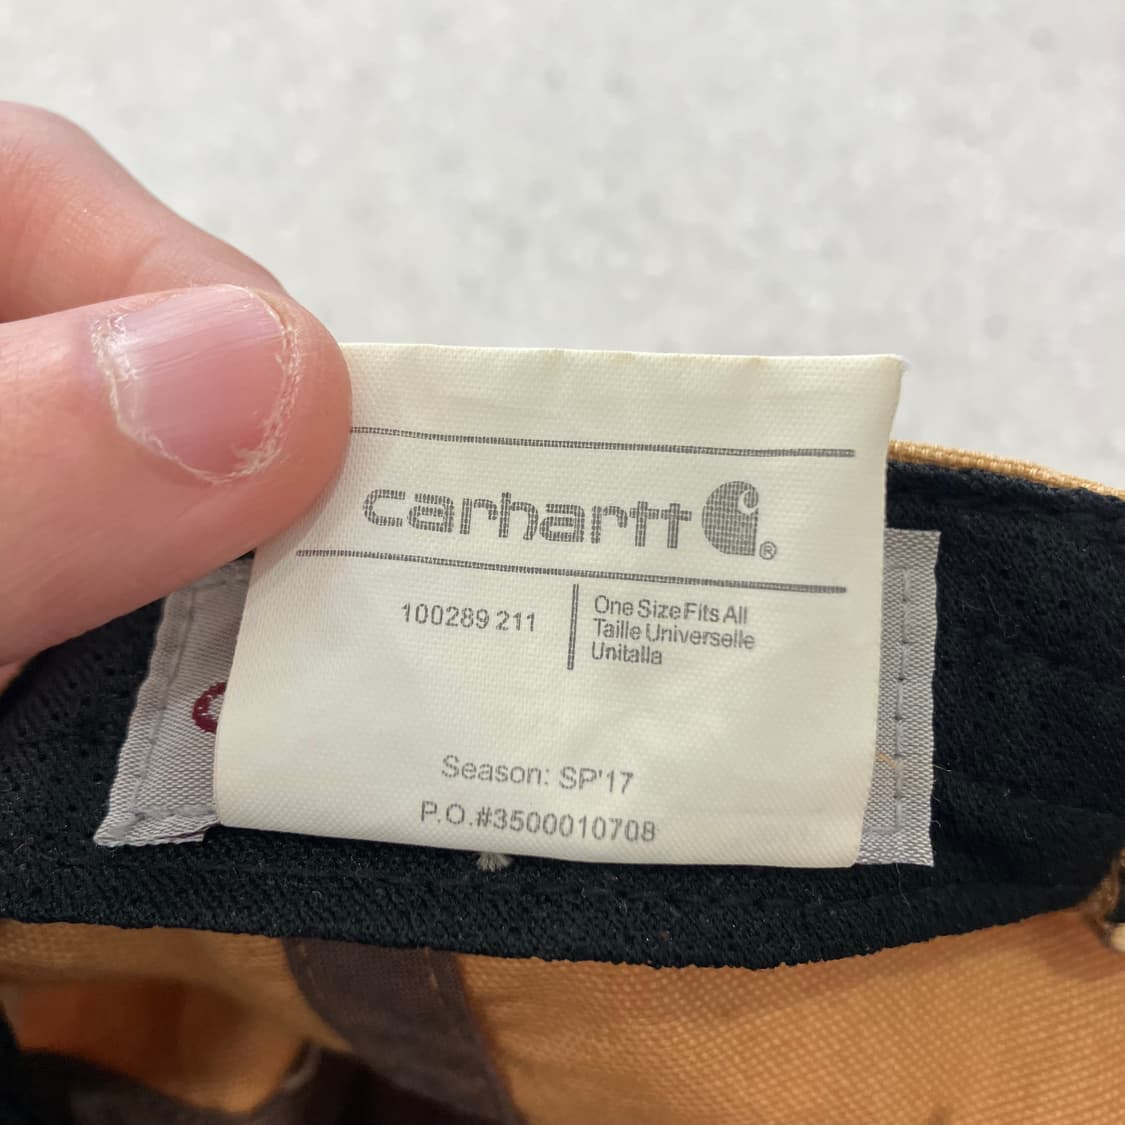 carhartt
®
100289 211
One Size Fits All
Taille Universelle
Unitalla
Season: SP'17
P.O.#3500010708